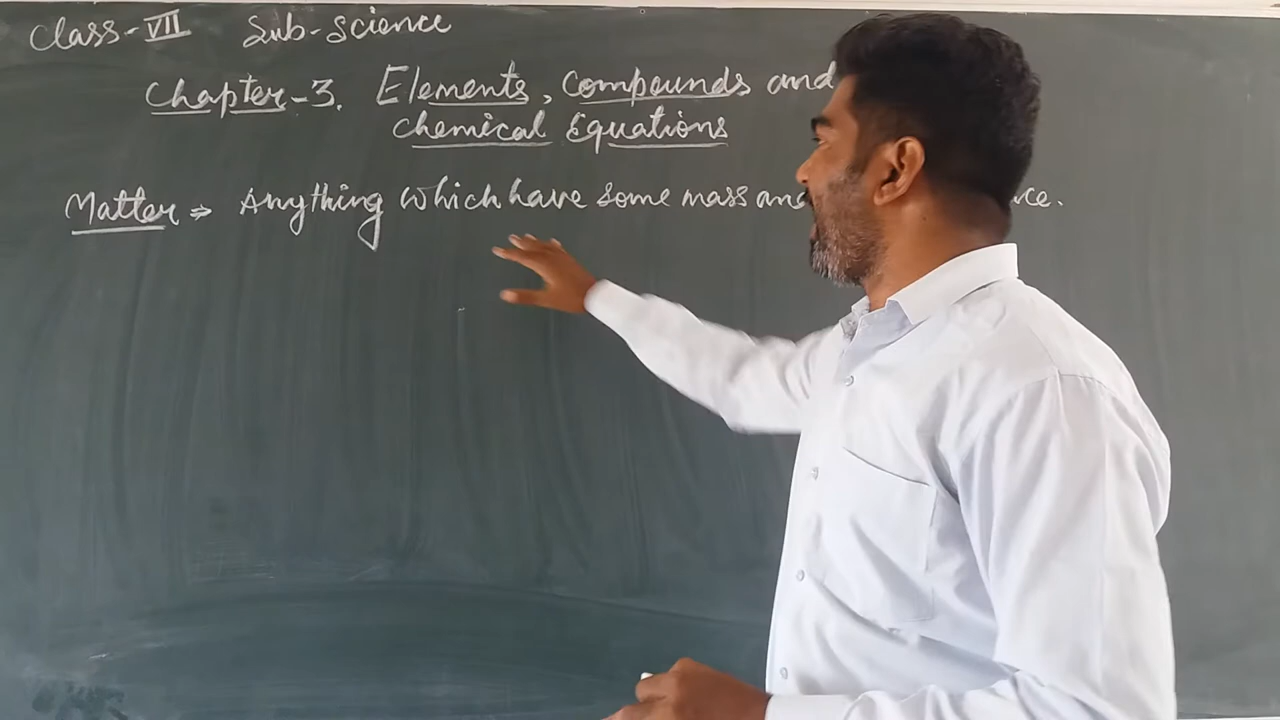 Class-VII Sub-science
Chapter-3. Elements, Compounds and
Chemical Equations
Matter ⇒ Anything which have some mass and